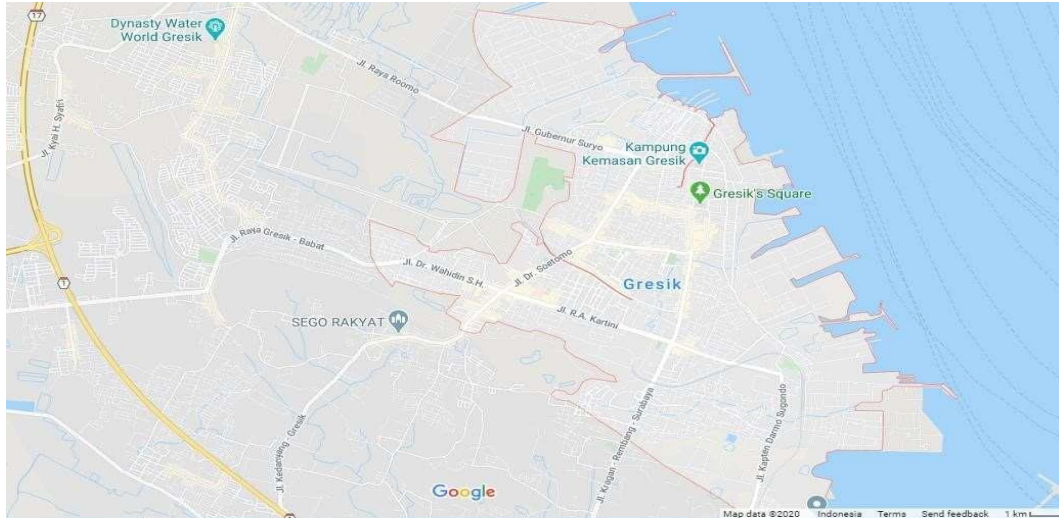 17
Dynasty Water
World Gresik
Jl. Raya Roomo
Jl. Kyai H. Syafi'i
Jl. Gubernur Suryo
Kampung
Kemasan Gresik
Gresik's Square
Jl. Raya Gresik - Babat
Jl. Dr. Wahidin S.H.
Jl. Dr. Soetomo
Gresik
1
Jl. R.A. Kartini
SEGO RAKYAT
Jl. Kedanyang - Gresik
Jl. Kragan - Rembang - Surabaya
Jl. Kapten Darmo Sugondo
Google
Map data ©2020 Indonesia Terms Send feedback 1 km